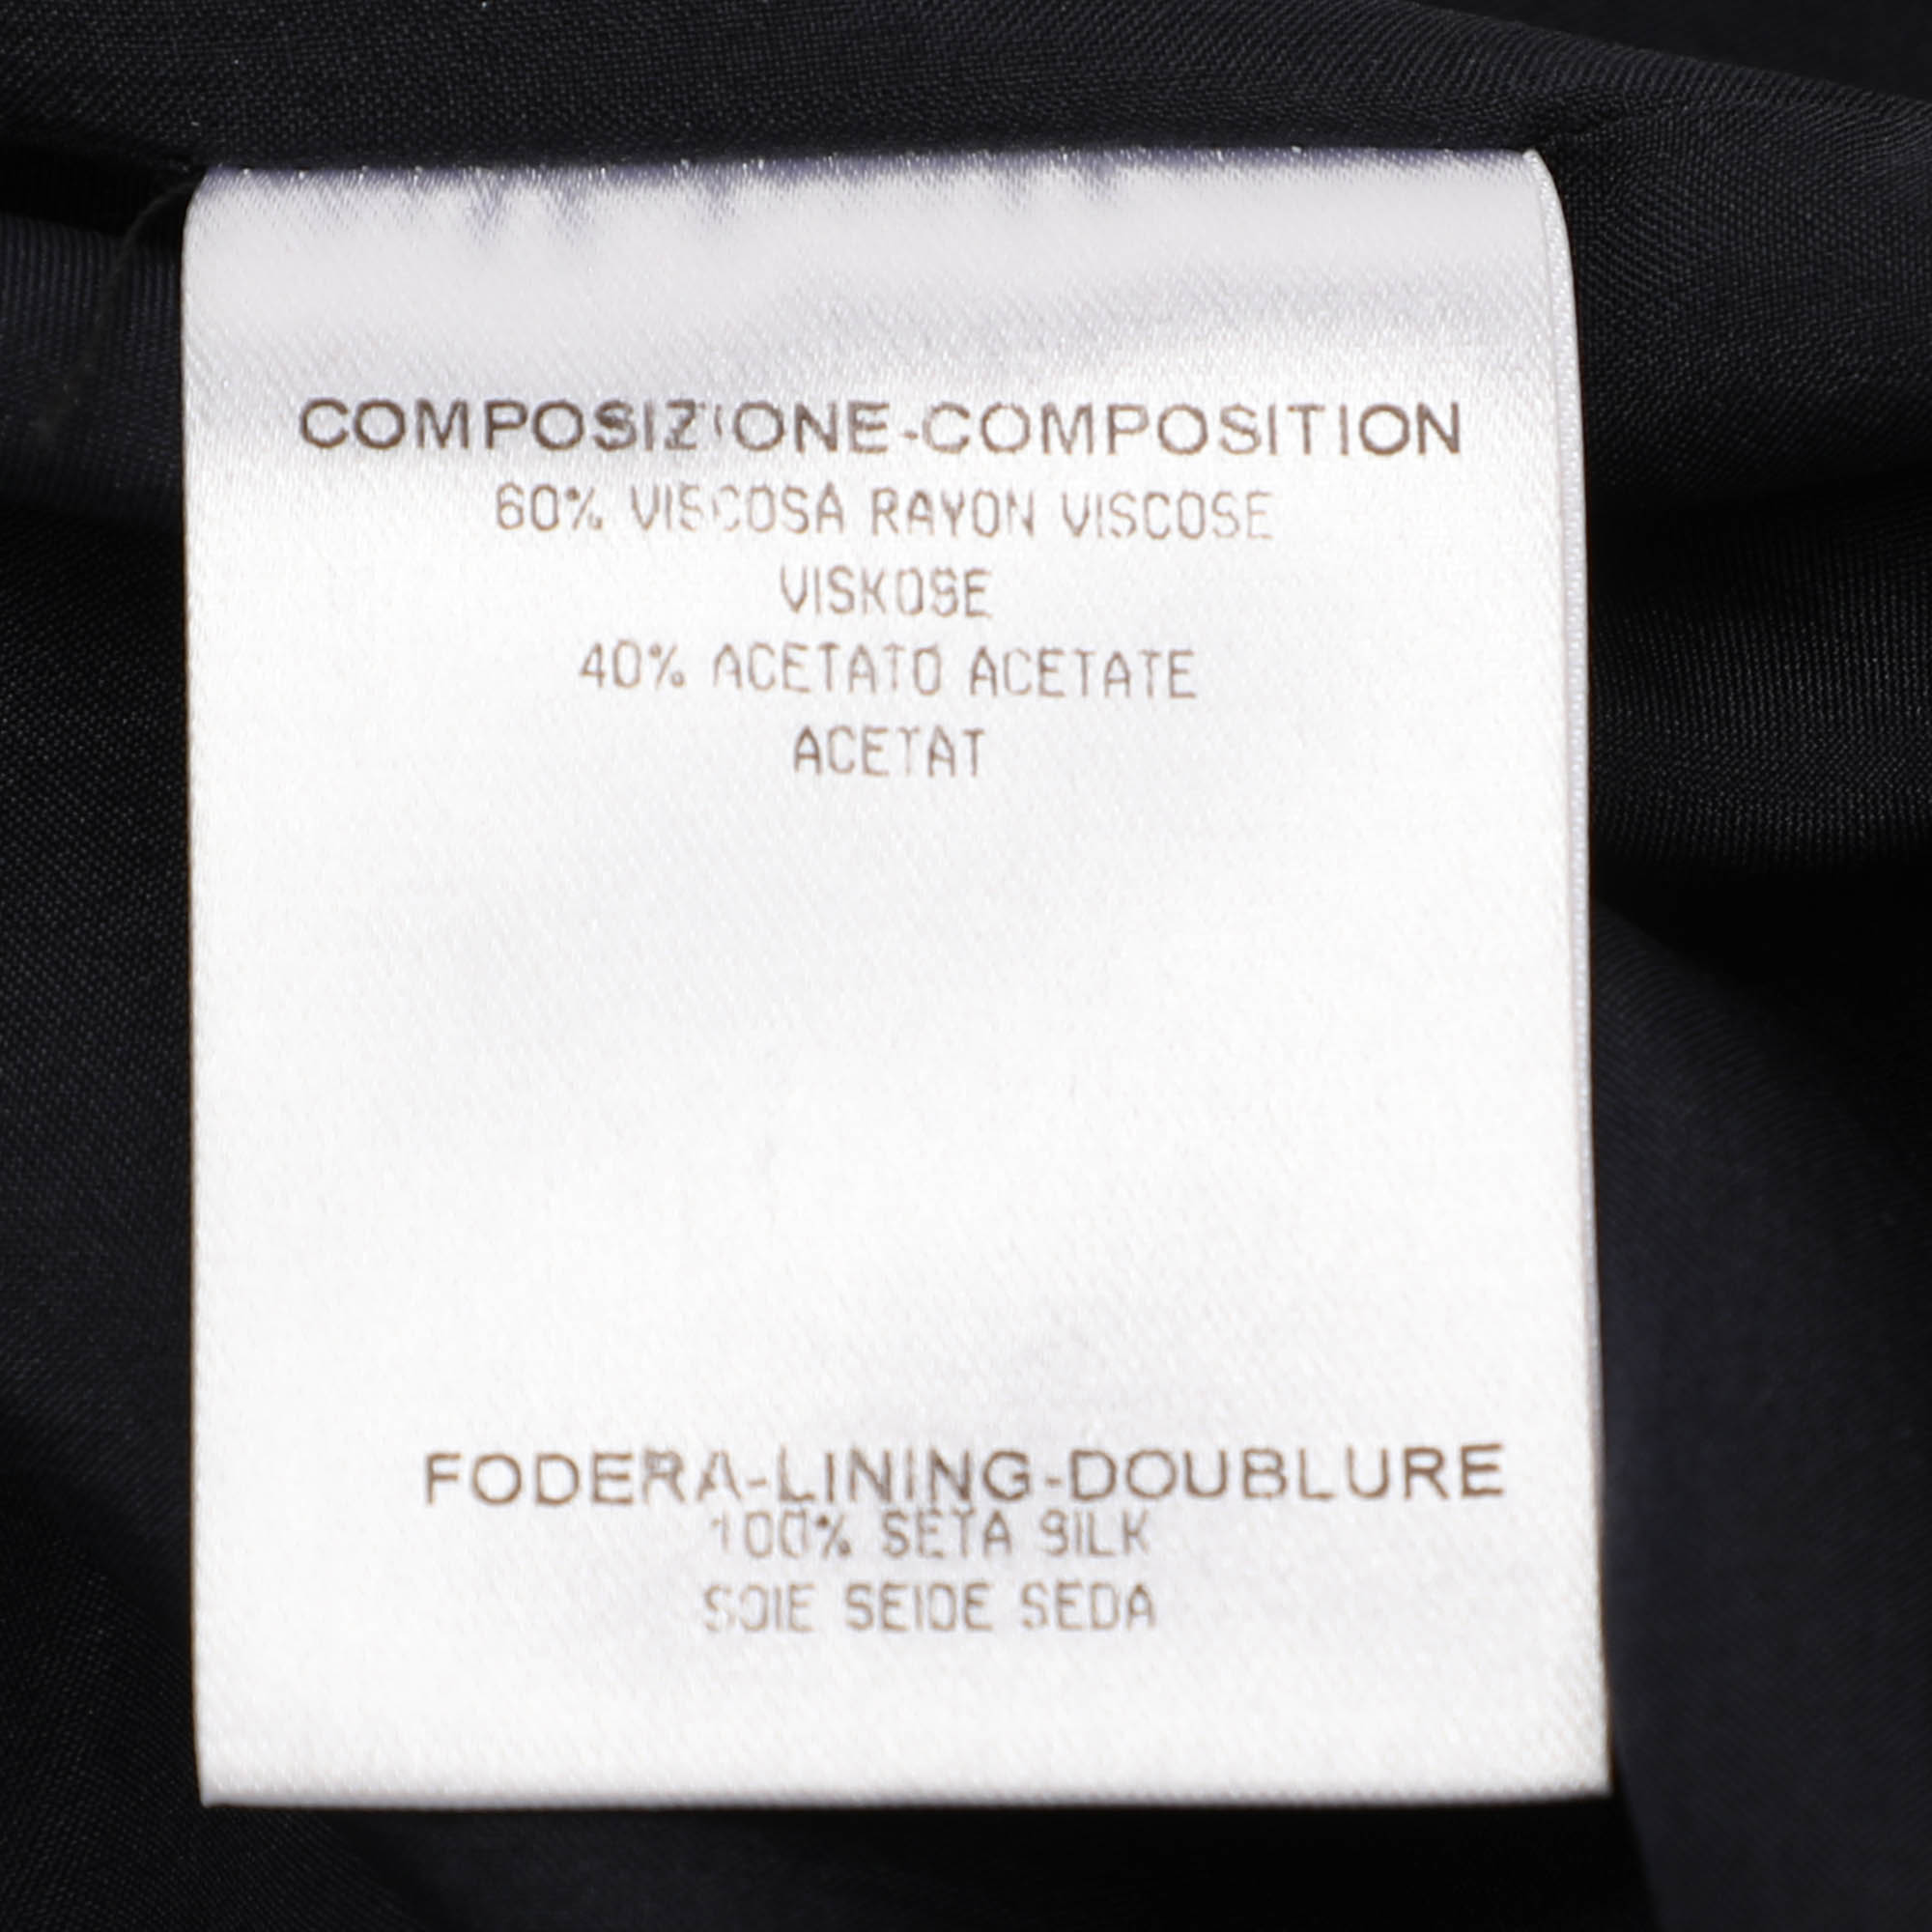 COMPOSIZIONE-COMPOSITION
60% VISCOSA RAYON VISCOSE
VISKOSE
40% ACETATO ACETATE
ACETAT
FODERA-LINING-DOUBLURE
100% SETA SILK
SOIE SEIDE SEDA